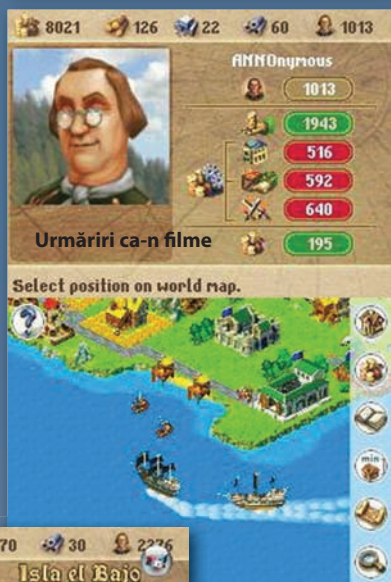 8021 126 22 60 1013
ANNOnymous
1013
1943
516
592
640
Urmăriri ca-n filme
195
Select position on world map.
min
70 30 2276
Isla el Bajo